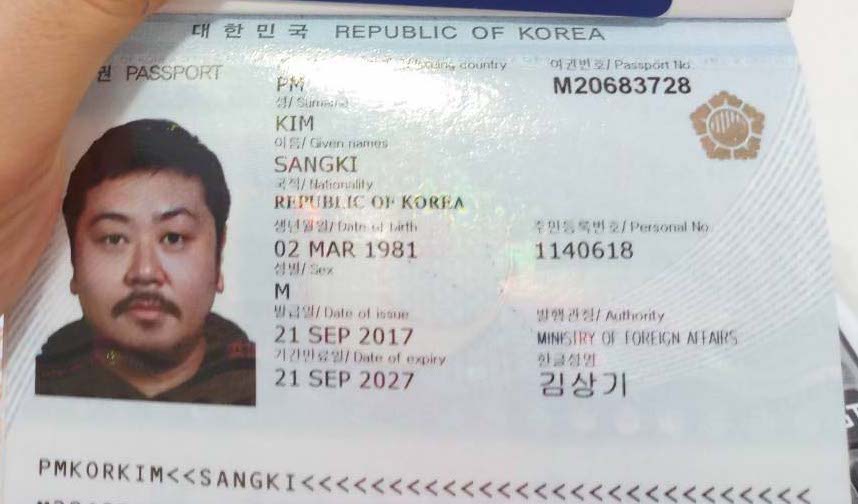 대한민국 REPUBLIC OF KOREA
권 PASSPORT
country 여권번호/ Passport No.
PM M20683728
성/ Surname
KIM
이름/ Given names
SANGKI
국적/ Nationality
REPUBLIC OF KOREA
생년월일/ Date of birth 주민등록번호/ Personal No
02 MAR 1981 1140618
성별/ Sex
M
발급일/ Date of issue 발행관청/ Authority
21 SEP 2017 MINISTRY OF FOREIGN AFFAIRS
기간만료일/ Date of expiry 한글성명
21 SEP 2027 김상기
PMKORKIM<<SANGKI<<<<<<<<<<<<<<<<<<<<<<<<<<<<